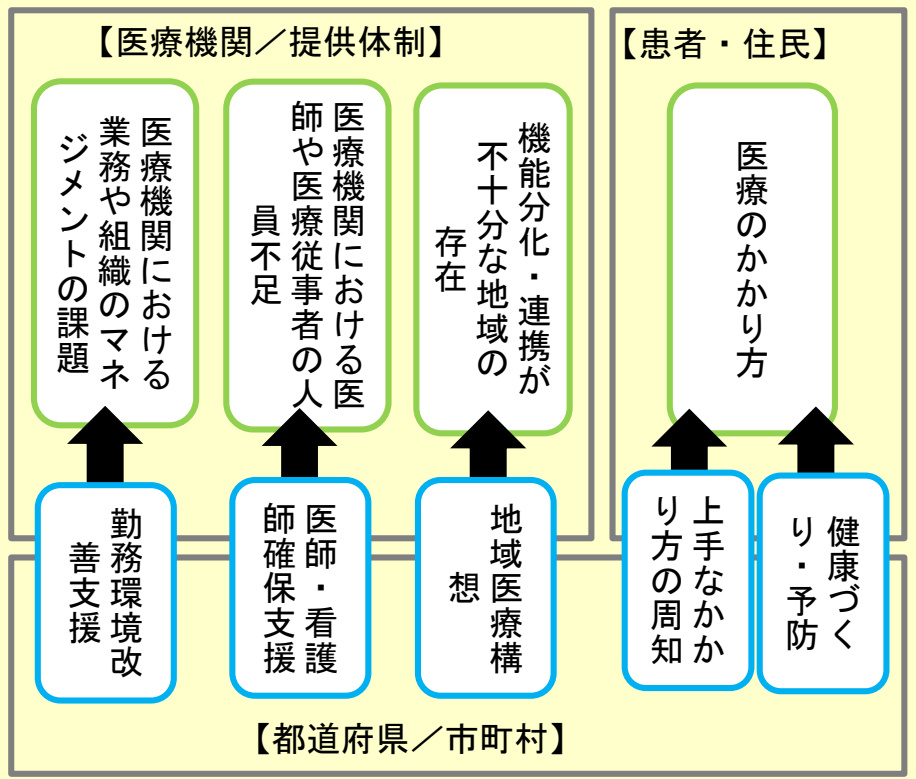 【医療機関／提供体制】
医療機関における
業務や組織のマネ
ジメントの課題
医療機関における医
師や医療従事者の人
員不足
機能分化・連携が
不十分な地域の
存在
【患者・住民】
医療のかかり方
勤務環境改
善支援
医師・看護
師確保支援
地域医療構
想
上手なかか
り方の周知
健康づく
り・予防
【都道府県／市町村】